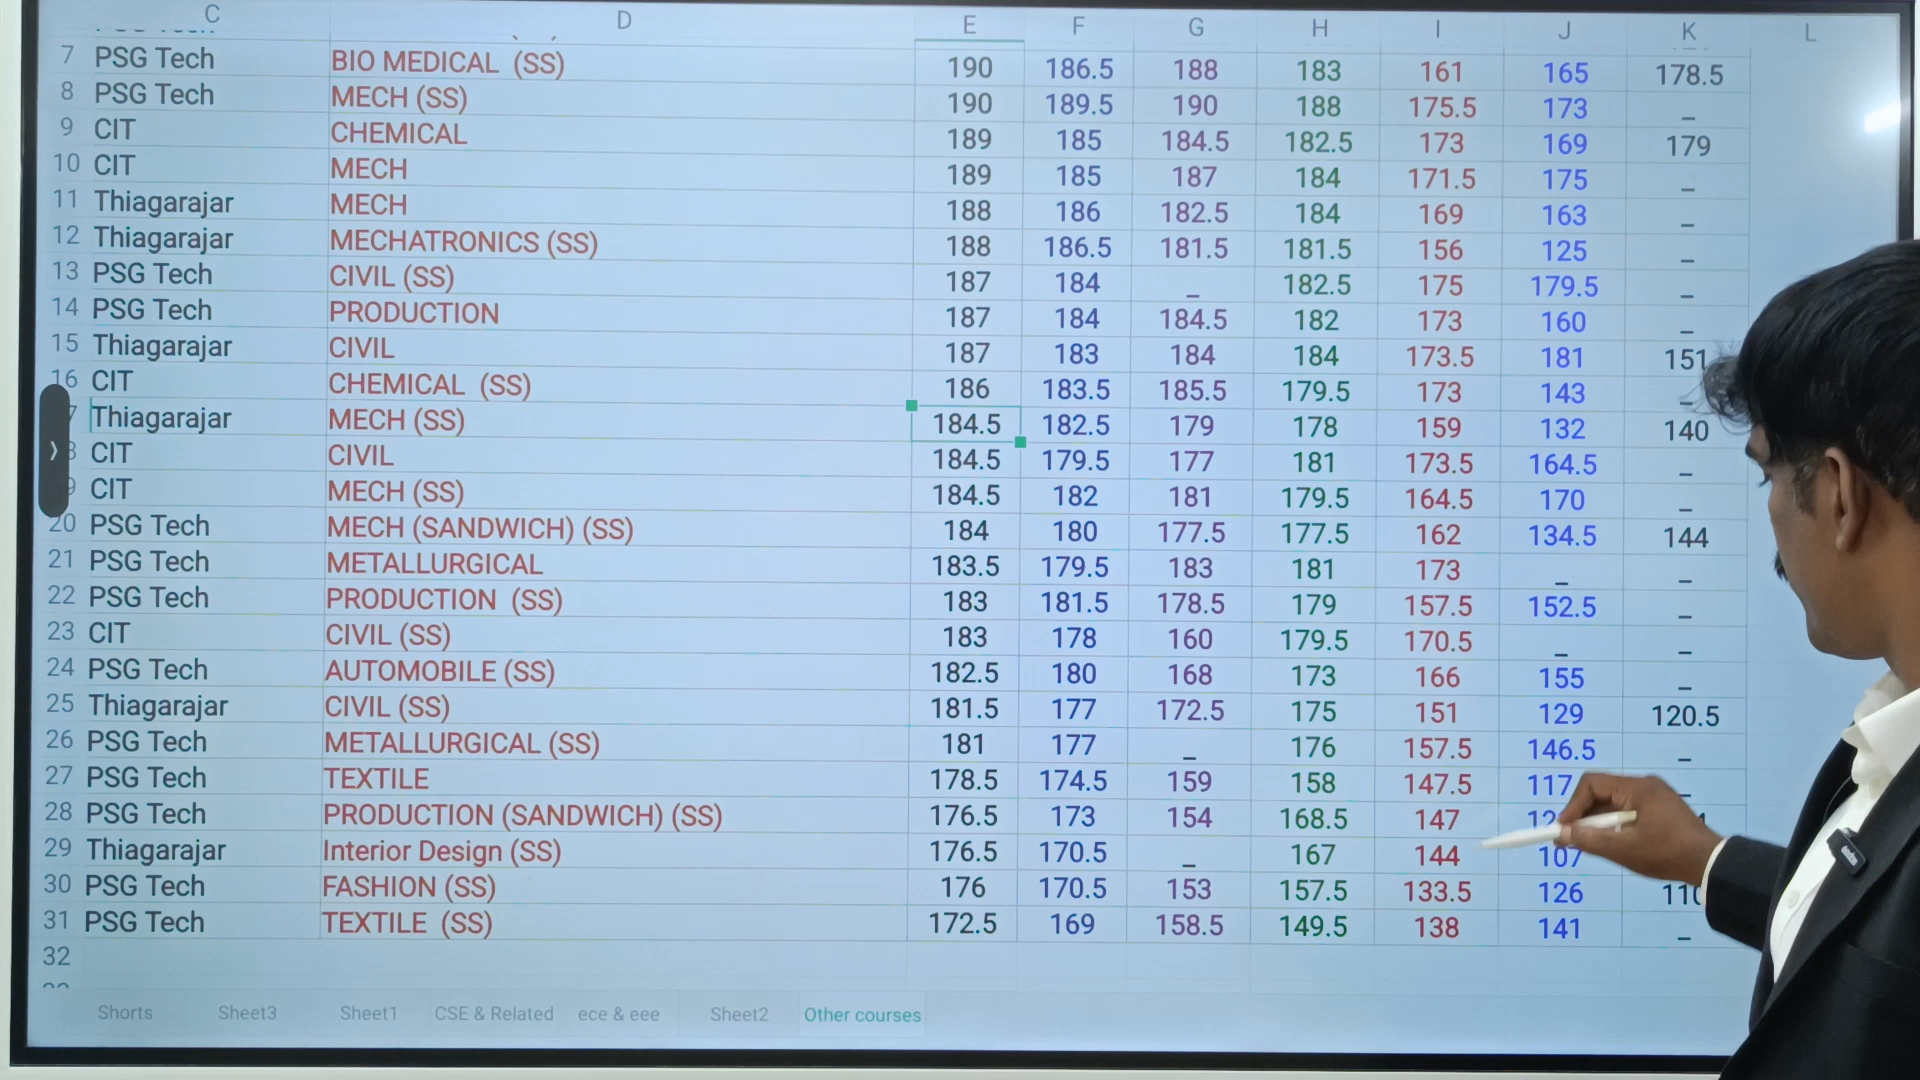 C D E F G H I J K L
7 PSG Tech BIO MEDICAL (SS) 190 186.5 188 183 161 165 178.5
8 PSG Tech MECH (SS) 190 189.5 190 188 175.5 173 _
9 CIT CHEMICAL 189 185 184.5 182.5 173 169 179
10 CIT MECH 189 185 187 184 171.5 175 _
11 Thiagarajar MECH 188 186 182.5 184 169 163 _
12 Thiagarajar MECHATRONICS (SS) 188 186.5 181.5 181.5 156 125 _
13 PSG Tech CIVIL (SS) 187 184 _ 182.5 175 179.5 _
14 PSG Tech PRODUCTION 187 184 184.5 182 173 160 _
15 Thiagarajar CIVIL 187 183 184 184 173.5 181 151
16 CIT CHEMICAL (SS) 186 183.5 185.5 179.5 173 143 _
7 Thiagarajar MECH (SS) 184.5 182.5 179 178 159 132 140
8 CIT CIVIL 184.5 179.5 177 181 173.5 164.5 _
9 CIT MECH (SS) 184.5 182 181 179.5 164.5 170 _
20 PSG Tech MECH (SANDWICH) (SS) 184 180 177.5 177.5 162 134.5 144
21 PSG Tech METALLURGICAL 183.5 179.5 183 181 173 _ _
22 PSG Tech PRODUCTION (SS) 183 181.5 178.5 179 157.5 152.5 _
23 CIT CIVIL (SS) 183 178 160 179.5 170.5 _ _
24 PSG Tech AUTOMOBILE (SS) 182.5 180 168 173 166 155 _
25 Thiagarajar CIVIL (SS) 181.5 177 172.5 175 151 129 120.5
26 PSG Tech METALLURGICAL (SS) 181 177 _ 176 157.5 146.5 _
27 PSG Tech TEXTILE 178.5 174.5 159 158 147.5 117 _
28 PSG Tech PRODUCTION (SANDWICH) (SS) 176.5 173 154 168.5 147
29 Thiagarajar Interior Design (SS) 176.5 170.5 _ 167 144 107
30 PSG Tech FASHION (SS) 176 170.5 153 157.5 133.5 126
31 PSG Tech TEXTILE (SS) 172.5 169 158.5 149.5 138 141 _
32
Shorts Sheet3 Sheet1 CSE & Related ece & eee Sheet2 Other courses